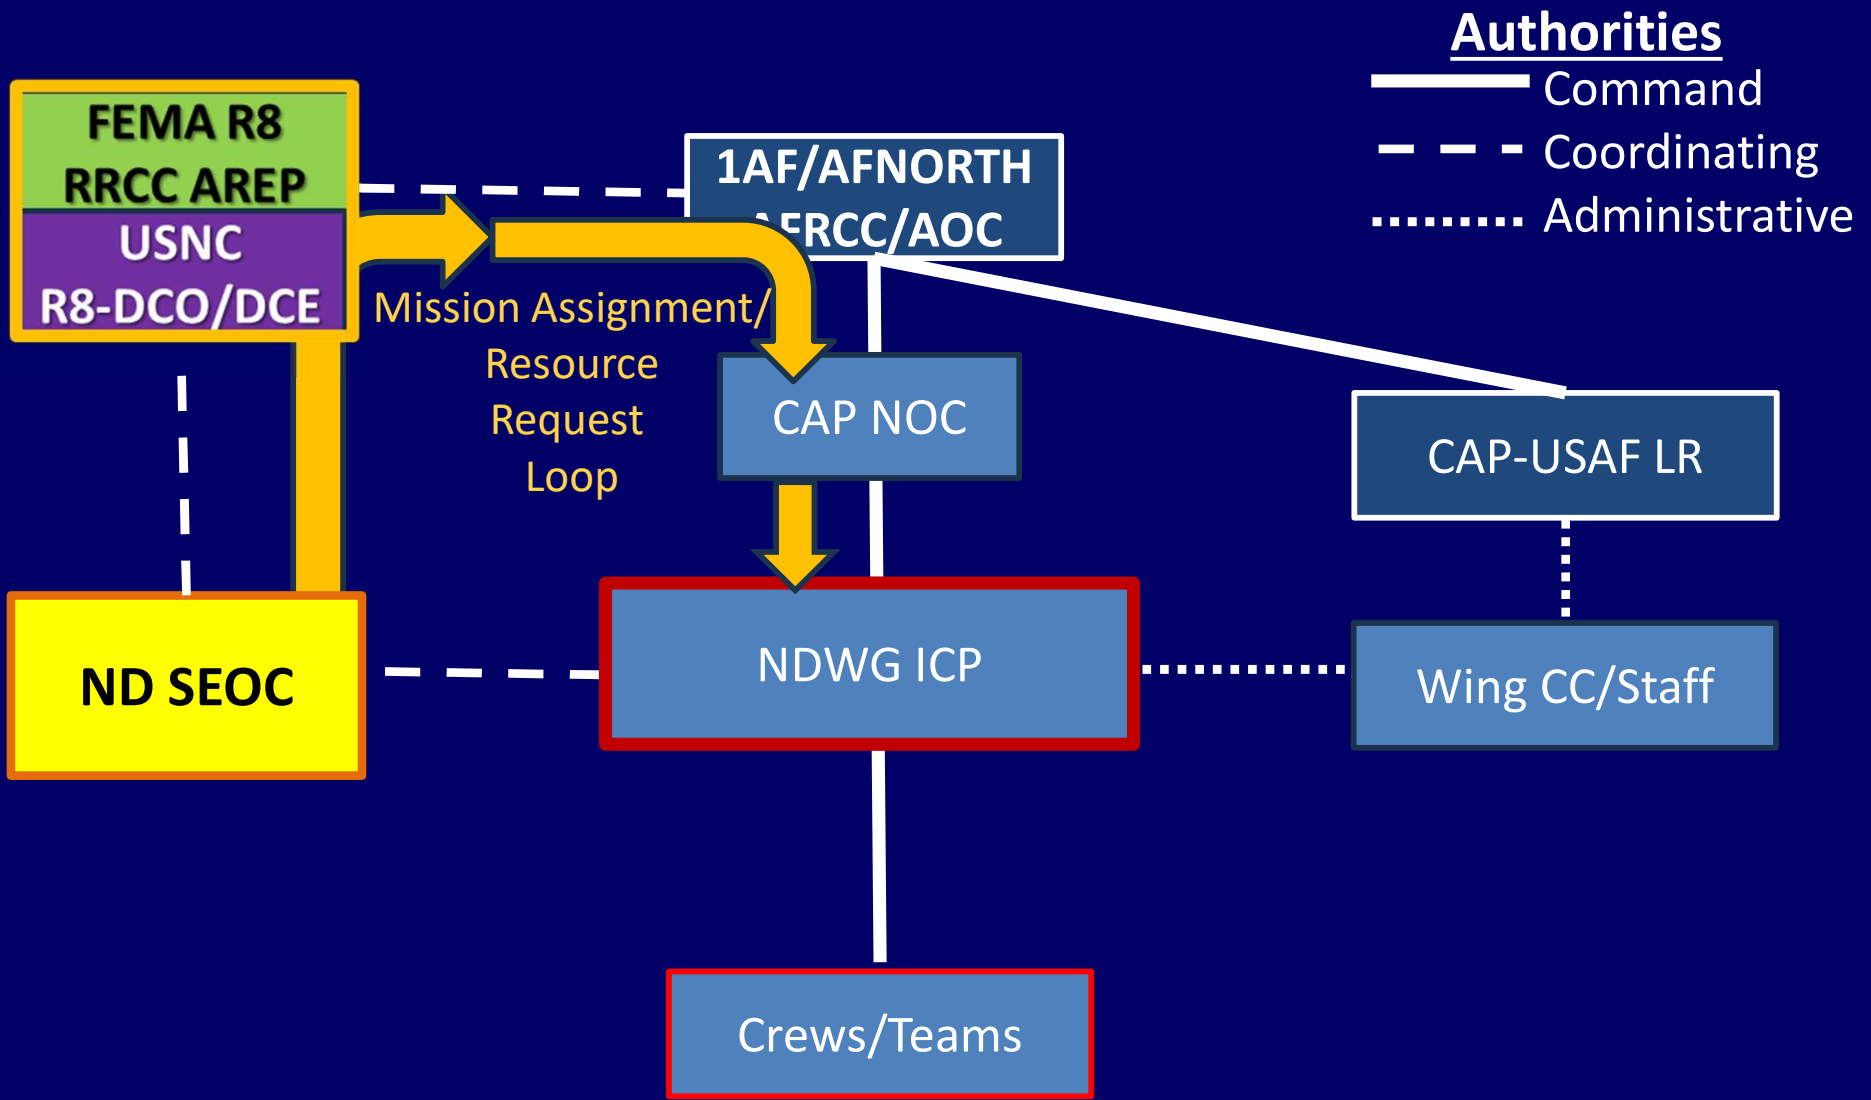 Authorities
Command
Coordinating
Administrative
FEMA R8
RRCC AREP
USNC
R8-DCO/DCE
1AF/AFNORTH
AFRCC/AOC
Mission Assignment/
Resource
Request
Loop
CAP NOC
CAP-USAF LR
ND SEOC
NDWG ICP
Wing CC/Staff
Crews/Teams